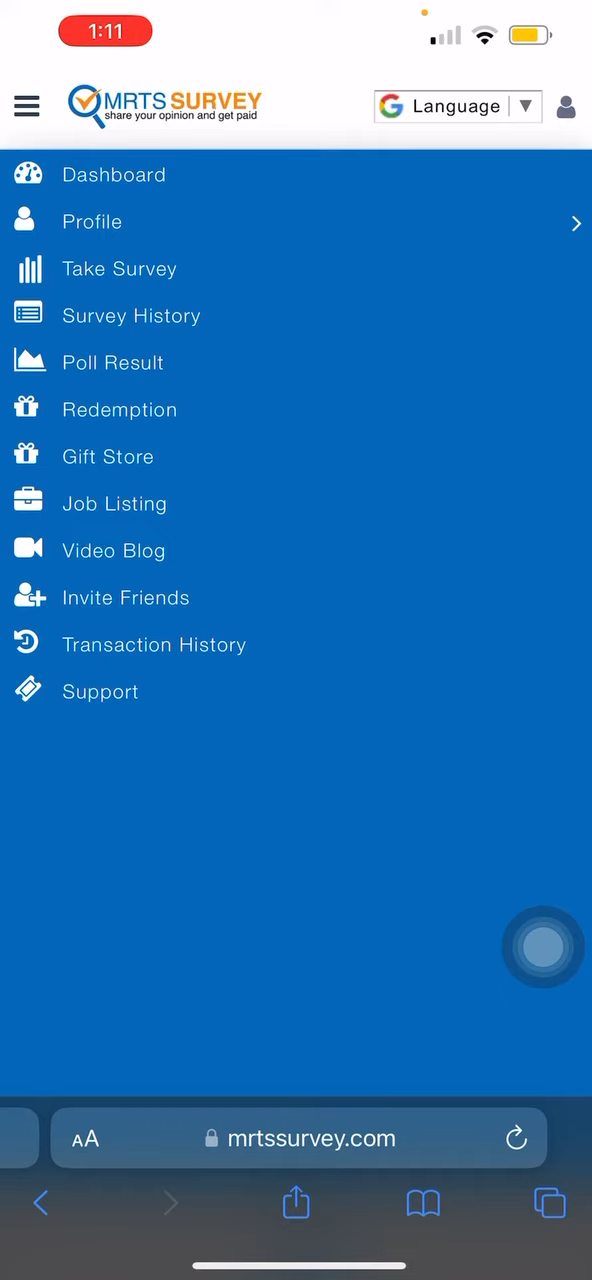 1:11
MRTS SURVEY
share your opinion and get paid
G Language ▼
Dashboard
Profile
Take Survey
Survey History
Poll Result
Redemption
Gift Store
Job Listing
Video Blog
Invite Friends
Transaction History
Support
AA mrtssurvey.com